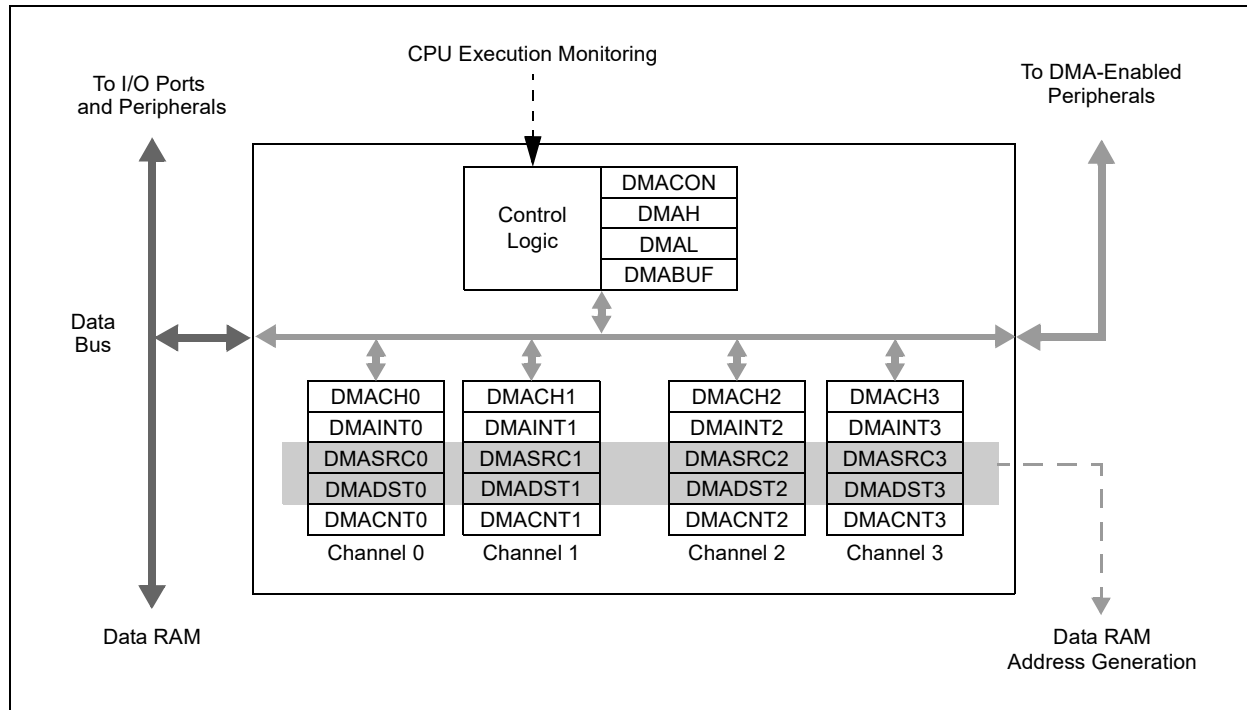 CPU Execution Monitoring
To I/O Ports
and Peripherals
To DMA-Enabled
Peripherals
Control
Logic
DMACON
DMAH
DMAL
DMABUF
Data
Bus
DMACH0
DMAINT0
DMASRC0
DMADST0
DMACNT0
Channel 0
DMACH1
DMAINT1
DMASRC1
DMADST1
DMACNT1
Channel 1
DMACH2
DMAINT2
DMASRC2
DMADST2
DMACNT2
Channel 2
DMACH3
DMAINT3
DMASRC3
DMADST3
DMACNT3
Channel 3
Data RAM
Data RAM
Address Generation